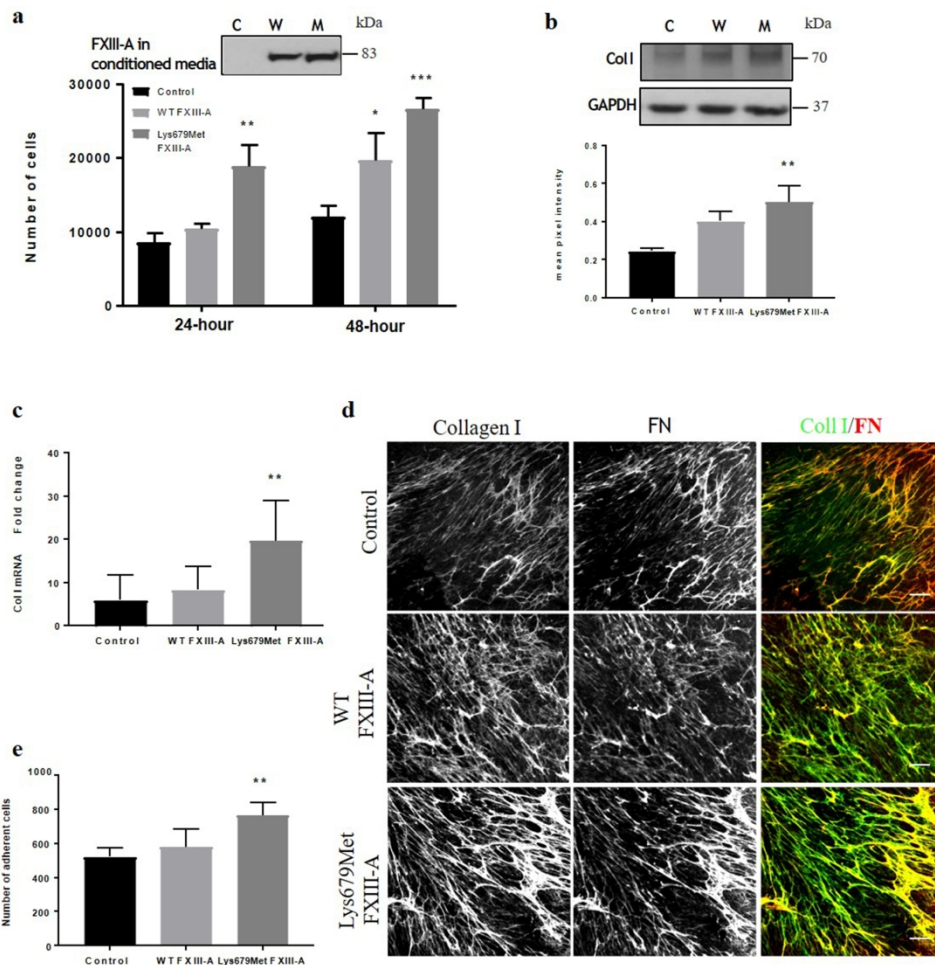 a
C W M kDa
FXIII-A in
conditioned media
83
30000
20000
10000
0
Number of cells
Control
WT FXIII-A
Lys679Met
FXIII-A
**
*
***
24-hour 48-hour
b
C W M kDa
Col I 70
GAPDH 37
mean pixel intensity
0.8
0.6
0.4
0.2
0.0
**
Control WT FXIII-A Lys679Met FXIII-A
c
Col I mRNA Fold change
40
30
20
10
0
**
Control WT FXIII-A Lys679Met FXIII-A
d
Collagen I FN Coll I/FN
Control
WT
FXIII-A
Lys679Met
FXIII-A
e
Number of adherent cells
1000
800
600
400
200
0
**
Control WT FXIII-A Lys679Met FXIII-A